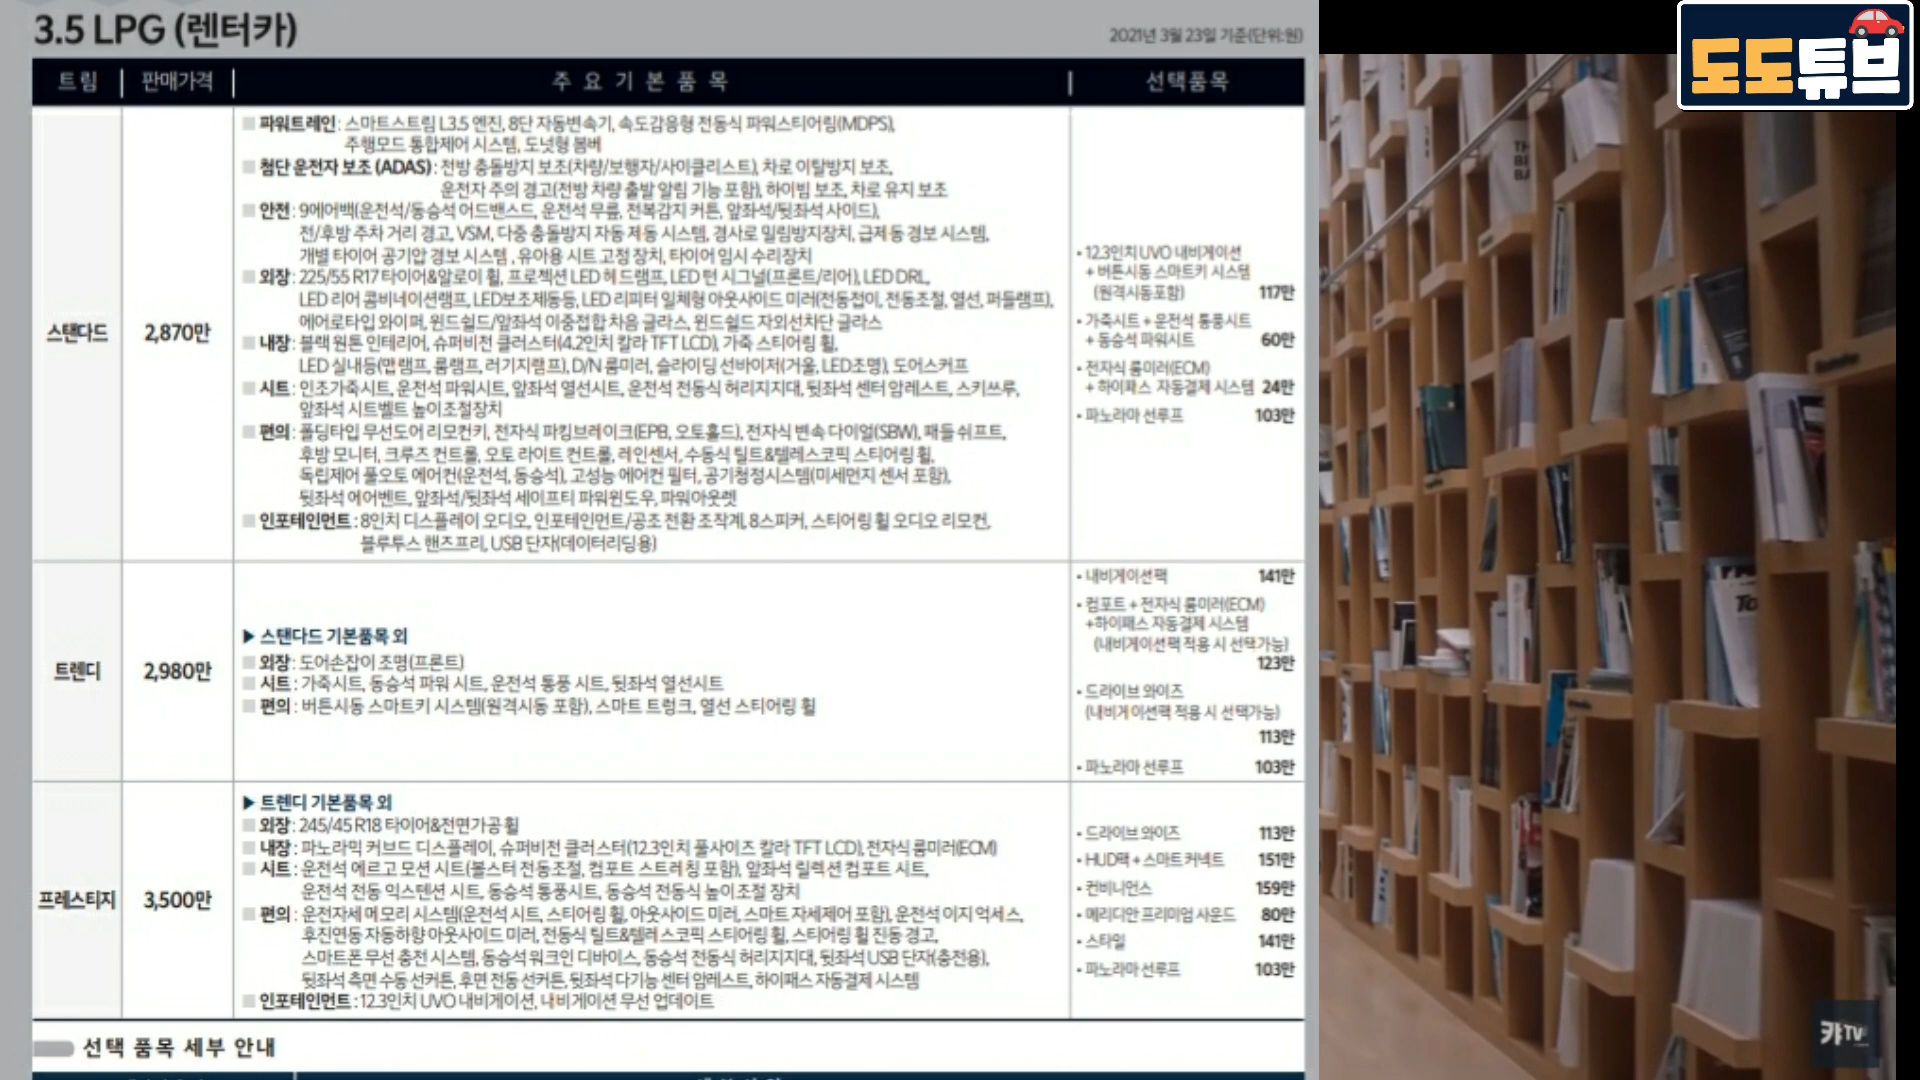 3.5 LPG (렌터카)
2021년 3월 23일 기준(단위:원)
트림 판매가격 주요기본품목 선택품목
스탠다드
2,870만
파워트레인 : 스마트스트림 L3.5 엔진, 8단 자동변속기, 속도감응형 전동식 파워스티어링(MDPS),
주행모드 통합제어 시스템, 도넛형 봄베
첨단 운전자 보조 (ADAS) : 전방 충돌방지 보조(차량/보행자/사이클리스트), 차로 이탈방지 보조,
운전자 주의 경고(전방 차량 출발 알림 기능 포함), 하이빔 보조, 차로 유지 보조
안전 : 9에어백(운전석/동승석 어드밴스드, 운전석 무릎, 전복감지 커튼, 앞좌석/뒷좌석 사이드),
전/후방 주차 거리 경고, VSM, 다중 충돌방지 자동 제동 시스템, 경사로 밀림방지장치, 급제동 경보 시스템,
개별 타이어 공기압 경보 시스템 , 유아용 시트 고정 장치, 타이어 임시 수리장치
외장 : 225/55 R17 타이어&알로이 휠, 프로젝션 LED 헤드램프, LED 턴 시그널(프론트/리어), LED DRL,
LED 리어 콤비네이션램프, LED보조제동등, LED 리피터 일체형 아웃사이드 미러(전동접이, 전동조절, 열선, 퍼들램프),
에어로타입 와이퍼, 윈드쉴드/앞좌석 이중접합 차음 글라스, 윈드쉴드 자외선차단 글라스
내장 : 블랙 원톤 인테리어, 슈퍼비전 클러스터(4.2인치 칼라 TFT LCD), 가죽 스티어링 휠,
LED 실내등(맵램프, 룸램프, 러기지램프), D/N 룸미러, 슬라이딩 선바이저(거울, LED조명), 도어스커프
시트 : 인조가죽시트, 운전석 파워시트, 앞좌석 열선시트, 운전석 전동식 허리지지대, 뒷좌석 센터 암레스트, 스키쓰루,
앞좌석 시트벨트 높이조절장치
편의 : 폴딩타입 무선도어 리모컨키, 전자식 파킹브레이크(EPB, 오토홀드), 전자식 변속 다이얼(SBW), 패들 쉬프트,
후방 모니터, 크루즈 컨트롤, 오토 라이트 컨트롤, 레인센서, 수동식 틸트&텔레스코픽 스티어링 휠,
독립제어 풀오토 에어컨(운전석, 동승석), 고성능 에어컨 필터, 공기청정시스템(미세먼지 센서 포함),
뒷좌석 에어벤트, 앞좌석/뒷좌석 세이프티 파워윈도우, 파워아웃렛
인포테인먼트 : 8인치 디스플레이 오디오, 인포테인먼트/공조 전환 조작계, 8스피커, 스티어링 휠 오디오 리모컨,
블루투스 핸즈프리, USB 단자(데이터리딩용)
• 12.3인치 UVO 내비게이션
+ 버튼시동 스마트키 시스템
(원격시동포함) 117만
• 가죽시트 + 운전석 통풍시트
+ 동승석 파워시트 60만
• 전자식 룸미러(ECM)
+ 하이패스 자동결제 시스템 24만
• 파노라마 선루프 103만
트렌디
2,980만
▶ 스탠다드 기본품목 외
외장 : 도어손잡이 조명(프론트)
시트 : 가죽시트, 동승석 파워 시트, 운전석 통풍 시트, 뒷좌석 열선시트
편의 : 버튼시동 스마트키 시스템(원격시동 포함), 스마트 트렁크, 열선 스티어링 휠
• 내비게이션팩 141만
• 컴포트 + 전자식 룸미러(ECM)
+하이패스 자동결제 시스템
(내비게이션팩 적용 시 선택가능)
123만
• 드라이브 와이즈
(내비게이션팩 적용 시 선택가능)
113만
• 파노라마 선루프 103만
프레스티지
3,500만
▶ 트렌디 기본품목 외
외장 : 245/45 R18 타이어&전면가공 휠
내장 : 파노라믹 커브드 디스플레이, 슈퍼비전 클러스터(12.3인치 풀사이즈 칼라 TFT LCD), 전자식 룸미러(ECM)
시트 : 운전석 에르고 모션 시트(볼스터 전동조절, 컴포트 스트레칭 포함), 앞좌석 릴렉션 컴포트 시트,
운전석 전동 익스텐션 시트, 동승석 통풍시트, 동승석 전동식 높이조절 장치
편의 : 운전자세 메모리 시스템(운전석 시트, 스티어링 휠, 아웃사이드 미러, 스마트 자세제어 포함), 운전석 이지 억세스,
후진연동 자동하향 아웃사이드 미러, 전동식 틸트&텔레스코픽 스티어링 휠, 스티어링 휠 진동 경고,
스마트폰 무선 충전 시스템, 동승석 워크인 디바이스, 동승석 전동식 허리지지대, 뒷좌석 USB 단자(충전용),
뒷좌석 측면 수동 선커튼, 후면 전동 선커튼, 뒷좌석 다기능 센터 암레스트, 하이패스 자동결제 시스템
인포테인먼트 : 12.3인치 UVO 내비게이션, 내비게이션 무선 업데이트
• 드라이브 와이즈 113만
• HUD팩 + 스마트 커넥트 151만
• 컨비니언스 159만
• 메리디안 프리미엄 사운드 80만
• 스타일 141만
• 파노라마 선루프 103만
선택 품목 세부 안내
도도튜브
캬TV